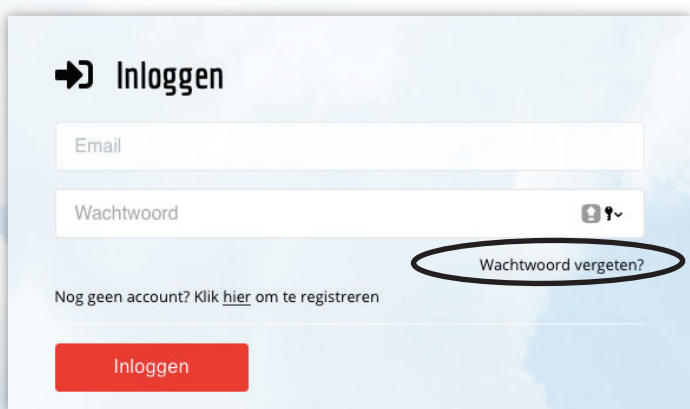 Inloggen
Email
Wachtwoord
Wachtwoord vergeten?
Nog geen account? Klik hier om te registreren
Inloggen